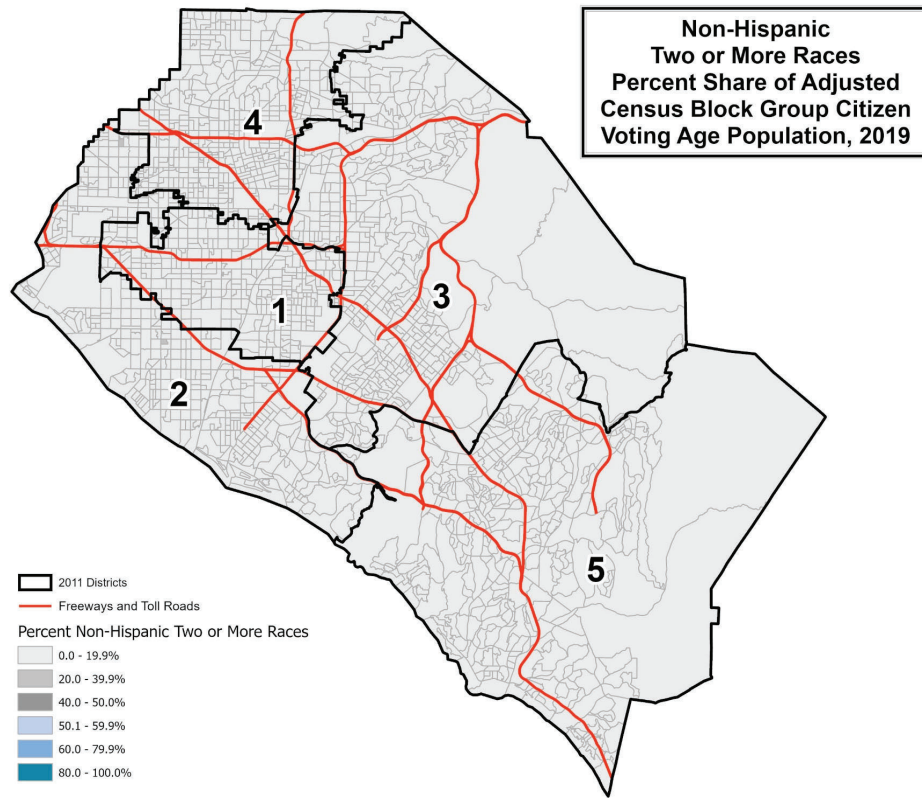 Non-Hispanic
Two or More Races
Percent Share of Adjusted
Census Block Group Citizen
Voting Age Population, 2019
4
3
1
2
5
2011 Districts
Freeways and Toll Roads
Percent Non-Hispanic Two or More Races
0.0 - 19.9%
20.0 - 39.9%
40.0 - 50.0%
50.1 - 59.9%
60.0 - 79.9%
80.0 - 100.0%